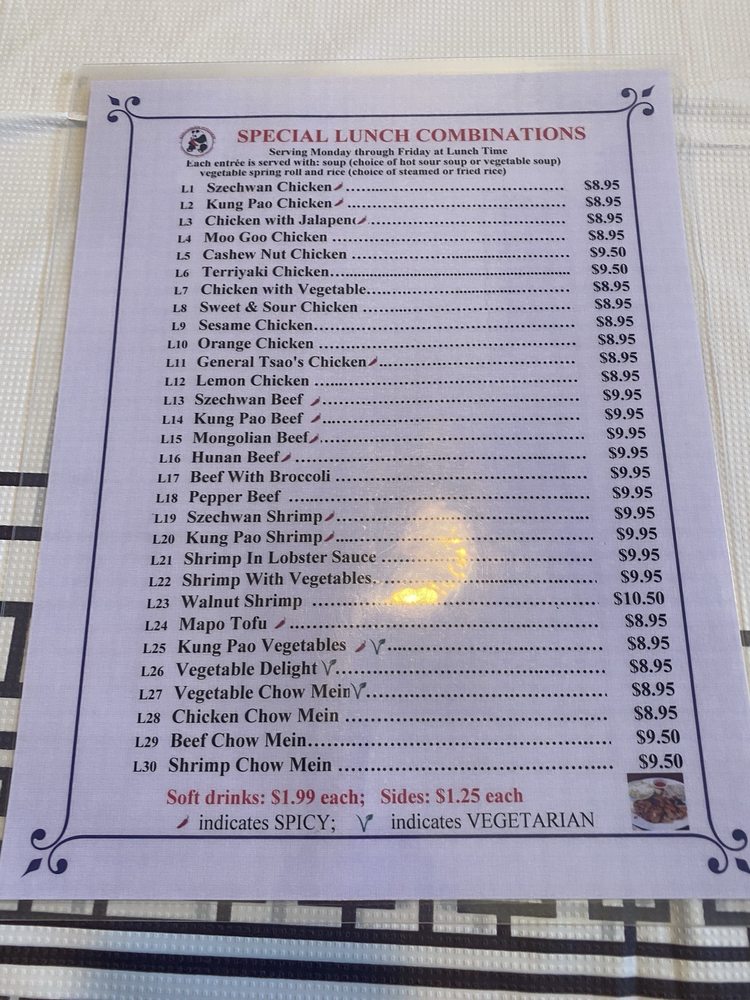 SPECIAL LUNCH COMBINATIONS
Serving Monday through Friday at Lunch Time
Each entrée is served with: soup (choice of hot sour soup or vegetable soup)
vegetable spring roll and rice (choice of steamed or fried rice)
L1 Szechwan Chicken $8.95
L2 Kung Pao Chicken $8.95
L3 Chicken with Jalapeno $8.95
L4 Moo Goo Chicken $8.95
L5 Cashew Nut Chicken $9.50
L6 Terriyaki Chicken $9.50
L7 Chicken with Vegetable $8.95
L8 Sweet & Sour Chicken $8.95
L9 Sesame Chicken $8.95
L10 Orange Chicken $8.95
L11 General Tsao's Chicken $8.95
L12 Lemon Chicken $8.95
L13 Szechwan Beef $9.95
L14 Kung Pao Beef $9.95
L15 Mongolian Beef $9.95
L16 Hunan Beef $9.95
L17 Beef With Broccoli $9.95
L18 Pepper Beef $9.95
L19 Szechwan Shrimp $9.95
L20 Kung Pao Shrimp $9.95
L21 Shrimp In Lobster Sauce $9.95
L22 Shrimp With Vegetables $9.95
L23 Walnut Shrimp $10.50
L24 Mapo Tofu $8.95
L25 Kung Pao Vegetables $8.95
L26 Vegetable Delight $8.95
L27 Vegetable Chow Mein $8.95
L28 Chicken Chow Mein $8.95
L29 Beef Chow Mein $9.50
L30 Shrimp Chow Mein $9.50
Soft drinks: $1.99 each; Sides: $1.25 each
indicates SPICY; indicates VEGETARIAN